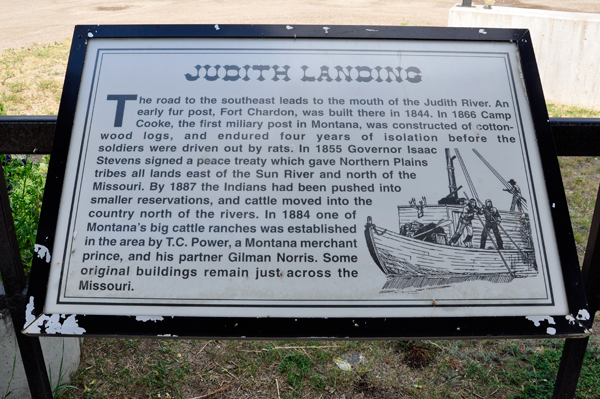 JUDITH LANDING
The road to the southeast leads to the mouth of the Judith River. An
early fur post, Fort Chardon, was built there in 1844. In 1866 Camp
Cooke, the first miliary post in Montana, was constructed of cotton-
wood logs, and endured four years of isolation before the
soldiers were driven out by rats. In 1855 Governor Isaac
Stevens signed a peace treaty which gave Northern Plains
tribes all lands east of the Sun River and north of the
Missouri. By 1887 the Indians had been pushed into
smaller reservations, and cattle moved into the
country north of the rivers. In 1884 one of
Montana's big cattle ranches was established
in the area by T.C. Power, a Montana merchant
prince, and his partner Gilman Norris. Some
original buildings remain just across the
Missouri.